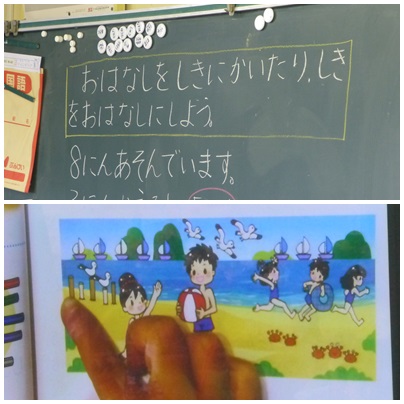 国語
おはなしをしきにかいたり、しき
をおはなしにしよう。
8にんあそんでいます。